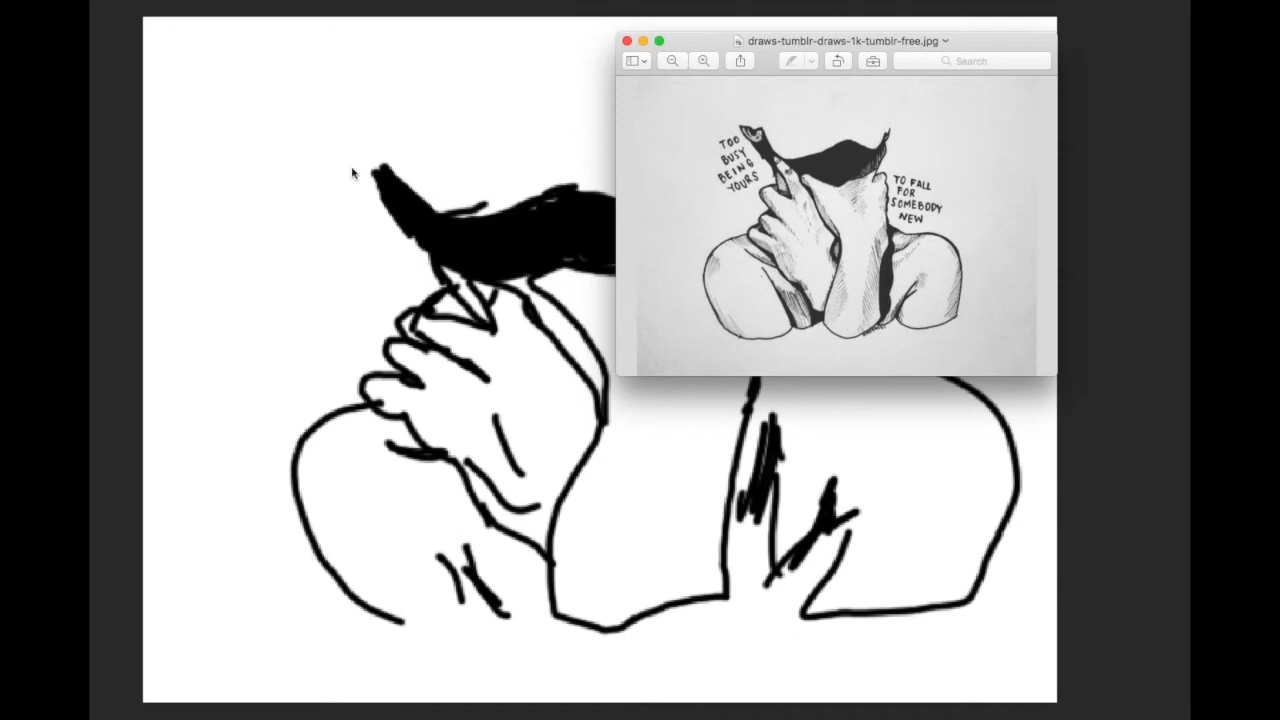 draws-tumblr-draws-1k-tumblr-free.jpg
Search
TOO
BUSY
BEING
YOURS
TO FALL
FOR
SOMEBODY
NEW